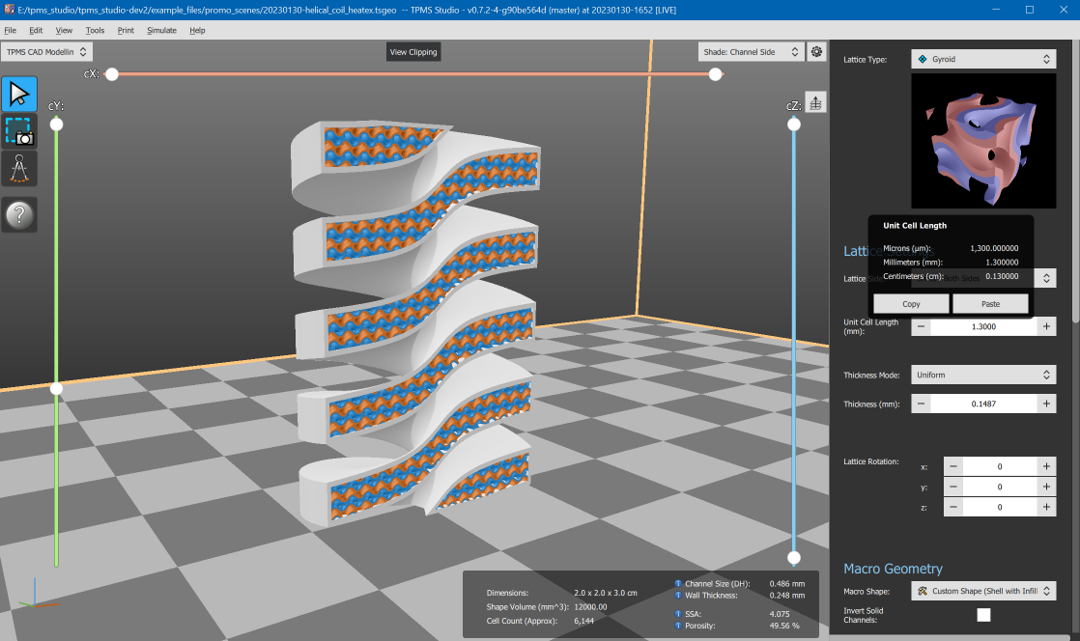 E:/tpms_studio/tpms_studio-dev2/example_files/promo_scenes/20230130-helical_coil_heatex.tsgeo -- TPMS Studio - v0.7.2-4-g90be564d (master) at 20230130-1652 [LIVE]
File Edit View Tools Print Simulate Help
TPMS CAD Modellin
View Clipping
Shade: Channel Side
cX:
cY:
cZ:
?
Lattice Type: Gyroid
Unit Cell Length
Microns (µm): 1,300.000000
Millimeters (mm): 1.300000
Centimeters (cm): 0.130000
Copy Paste
Unit Cell Length
(mm): 1.3000
Thickness Mode: Uniform
Thickness (mm): 0.1487
Lattice Rotation: x: 0
y: 0
z: 0
Macro Geometry
Macro Shape: Custom Shape (Shell with Infill
Invert Solid
Channels:
Dimensions: 2.0 x 2.0 x 3.0 cm
Shape Volume (mm^3): 12000.00
Cell Count (Approx): 6,144
Channel Size (DH): 0.486 mm
Wall Thickness: 0.248 mm
SSA: 4.075
Porosity: 49.56 %